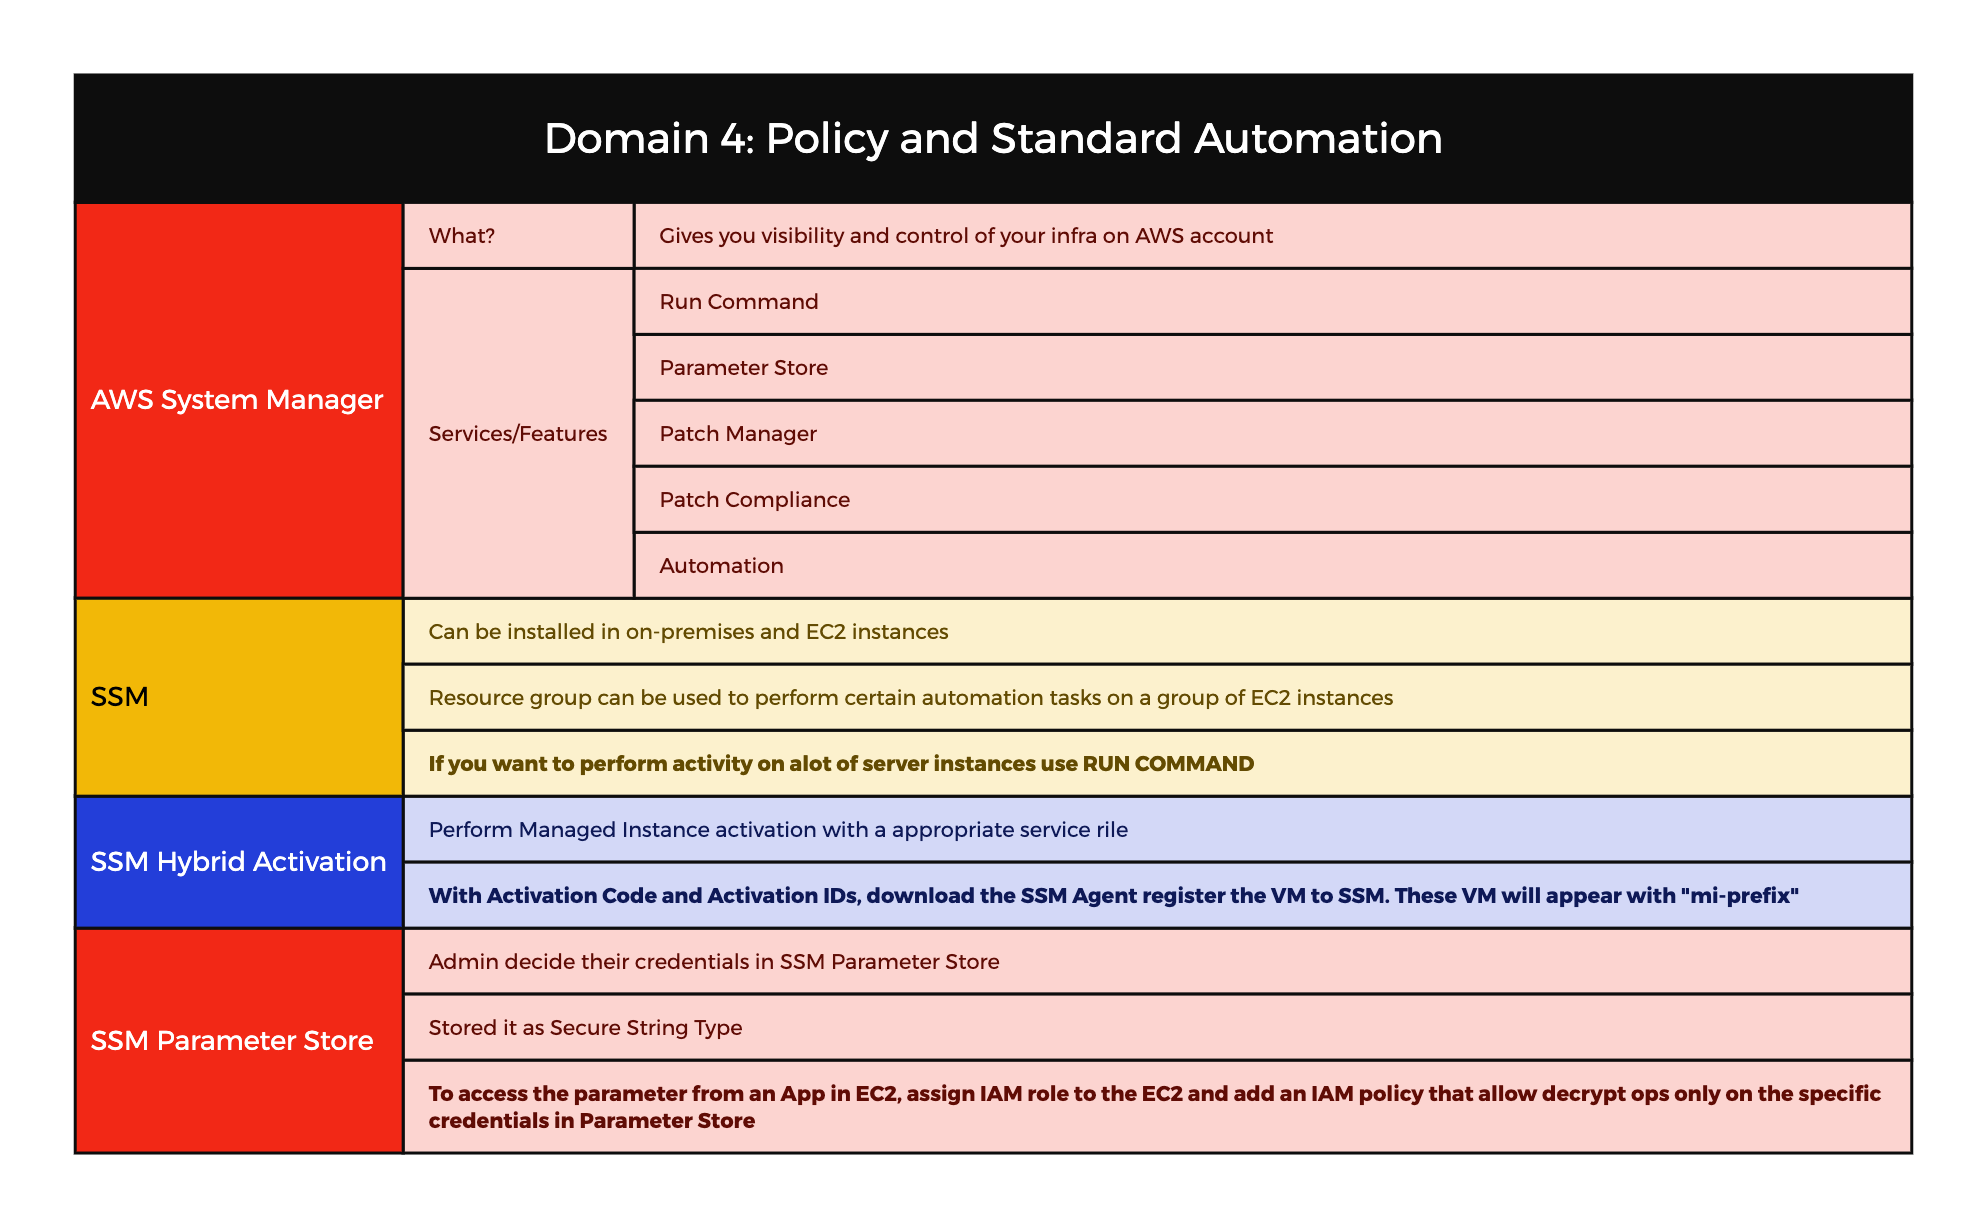 Domain 4: Policy and Standard Automation
AWS System Manager
What?
Gives you visibility and control of your infra on AWS account
Services/Features
Run Command
Parameter Store
Patch Manager
Patch Compliance
Automation
SSM
Can be installed in on-premises and EC2 instances
Resource group can be used to perform certain automation tasks on a group of EC2 instances
If you want to perform activity on alot of server instances use RUN COMMAND
SSM Hybrid Activation
Perform Managed Instance activation with a appropriate service rile
With Activation Code and Activation IDs, download the SSM Agent register the VM to SSM. These VM will appear with "mi-prefix"
SSM Parameter Store
Admin decide their credentials in SSM Parameter Store
Stored it as Secure String Type
To access the parameter from an App in EC2, assign IAM role to the EC2 and add an IAM policy that allow decrypt ops only on the specific
credentials in Parameter Store